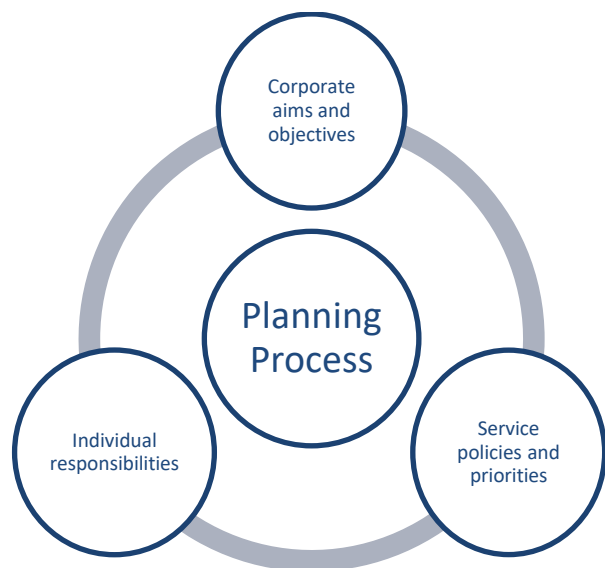 Corporate
aims and
objectives
Planning
Process
Individual
responsibilities
Service
policies and
priorities